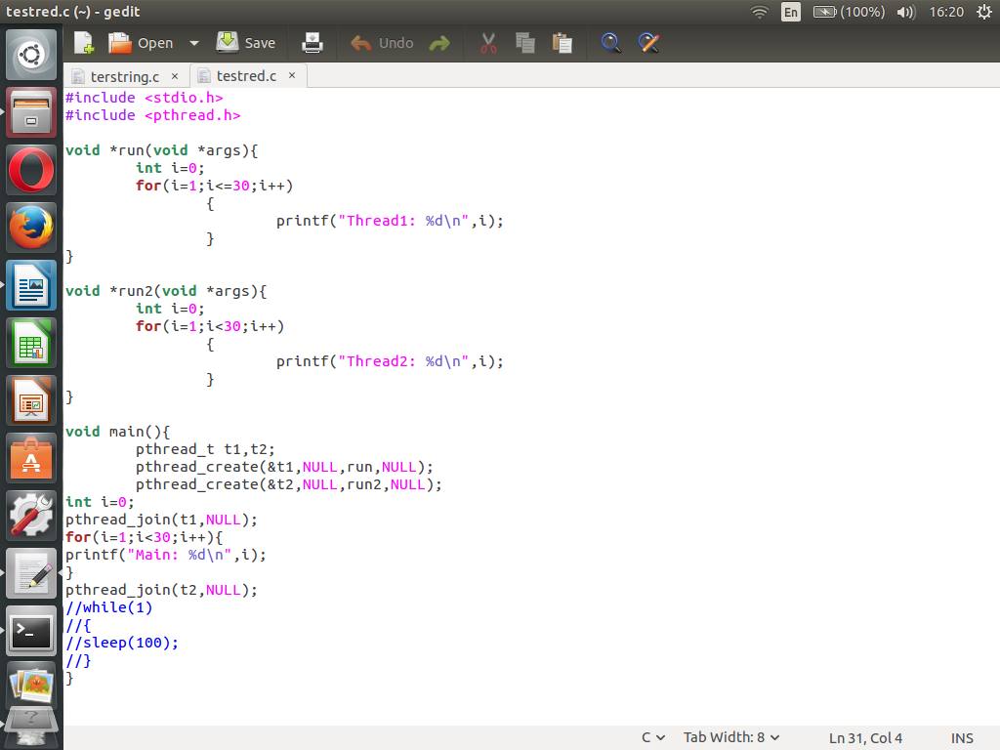 testred.c (~) - gedit
En (100%) 16:20
Open Save Undo
terstring.c × testred.c ×
#include <stdio.h>
#include <pthread.h>
void *run(void *args){
int i=0;
for(i=1;i<=30;i++)
{
printf("Thread1: %d\n",i);
}
}
void *run2(void *args){
int i=0;
for(i=1;i<30;i++)
{
printf("Thread2: %d\n",i);
}
}
void main(){
pthread_t t1,t2;
pthread_create(&t1,NULL,run,NULL);
pthread_create(&t2,NULL,run2,NULL);
int i=0;
pthread_join(t1,NULL);
for(i=1;i<30;i++){
printf("Main: %d\n",i);
}
pthread_join(t2,NULL);
//while(1)
//{
//sleep(100);
//}
}
C Tab Width: 8 Ln 31, Col 4 INS